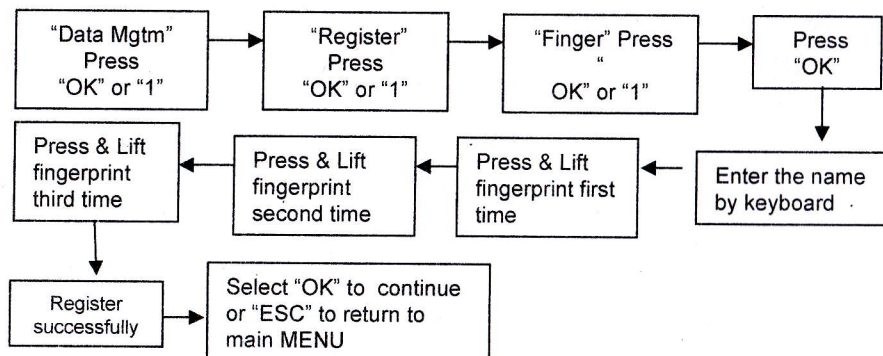 “Data Mgtm”
Press
“OK” or “1”
“Register”
Press
“OK” or “1”
“Finger” Press
“
OK” or “1”
Press
“OK”
Enter the name
by keyboard
Press & Lift
fingerprint first
time
Press & Lift
fingerprint
second time
Press & Lift
fingerprint
third time
Register
successfully
Select “OK” to continue
or “ESC” to return to
main MENU